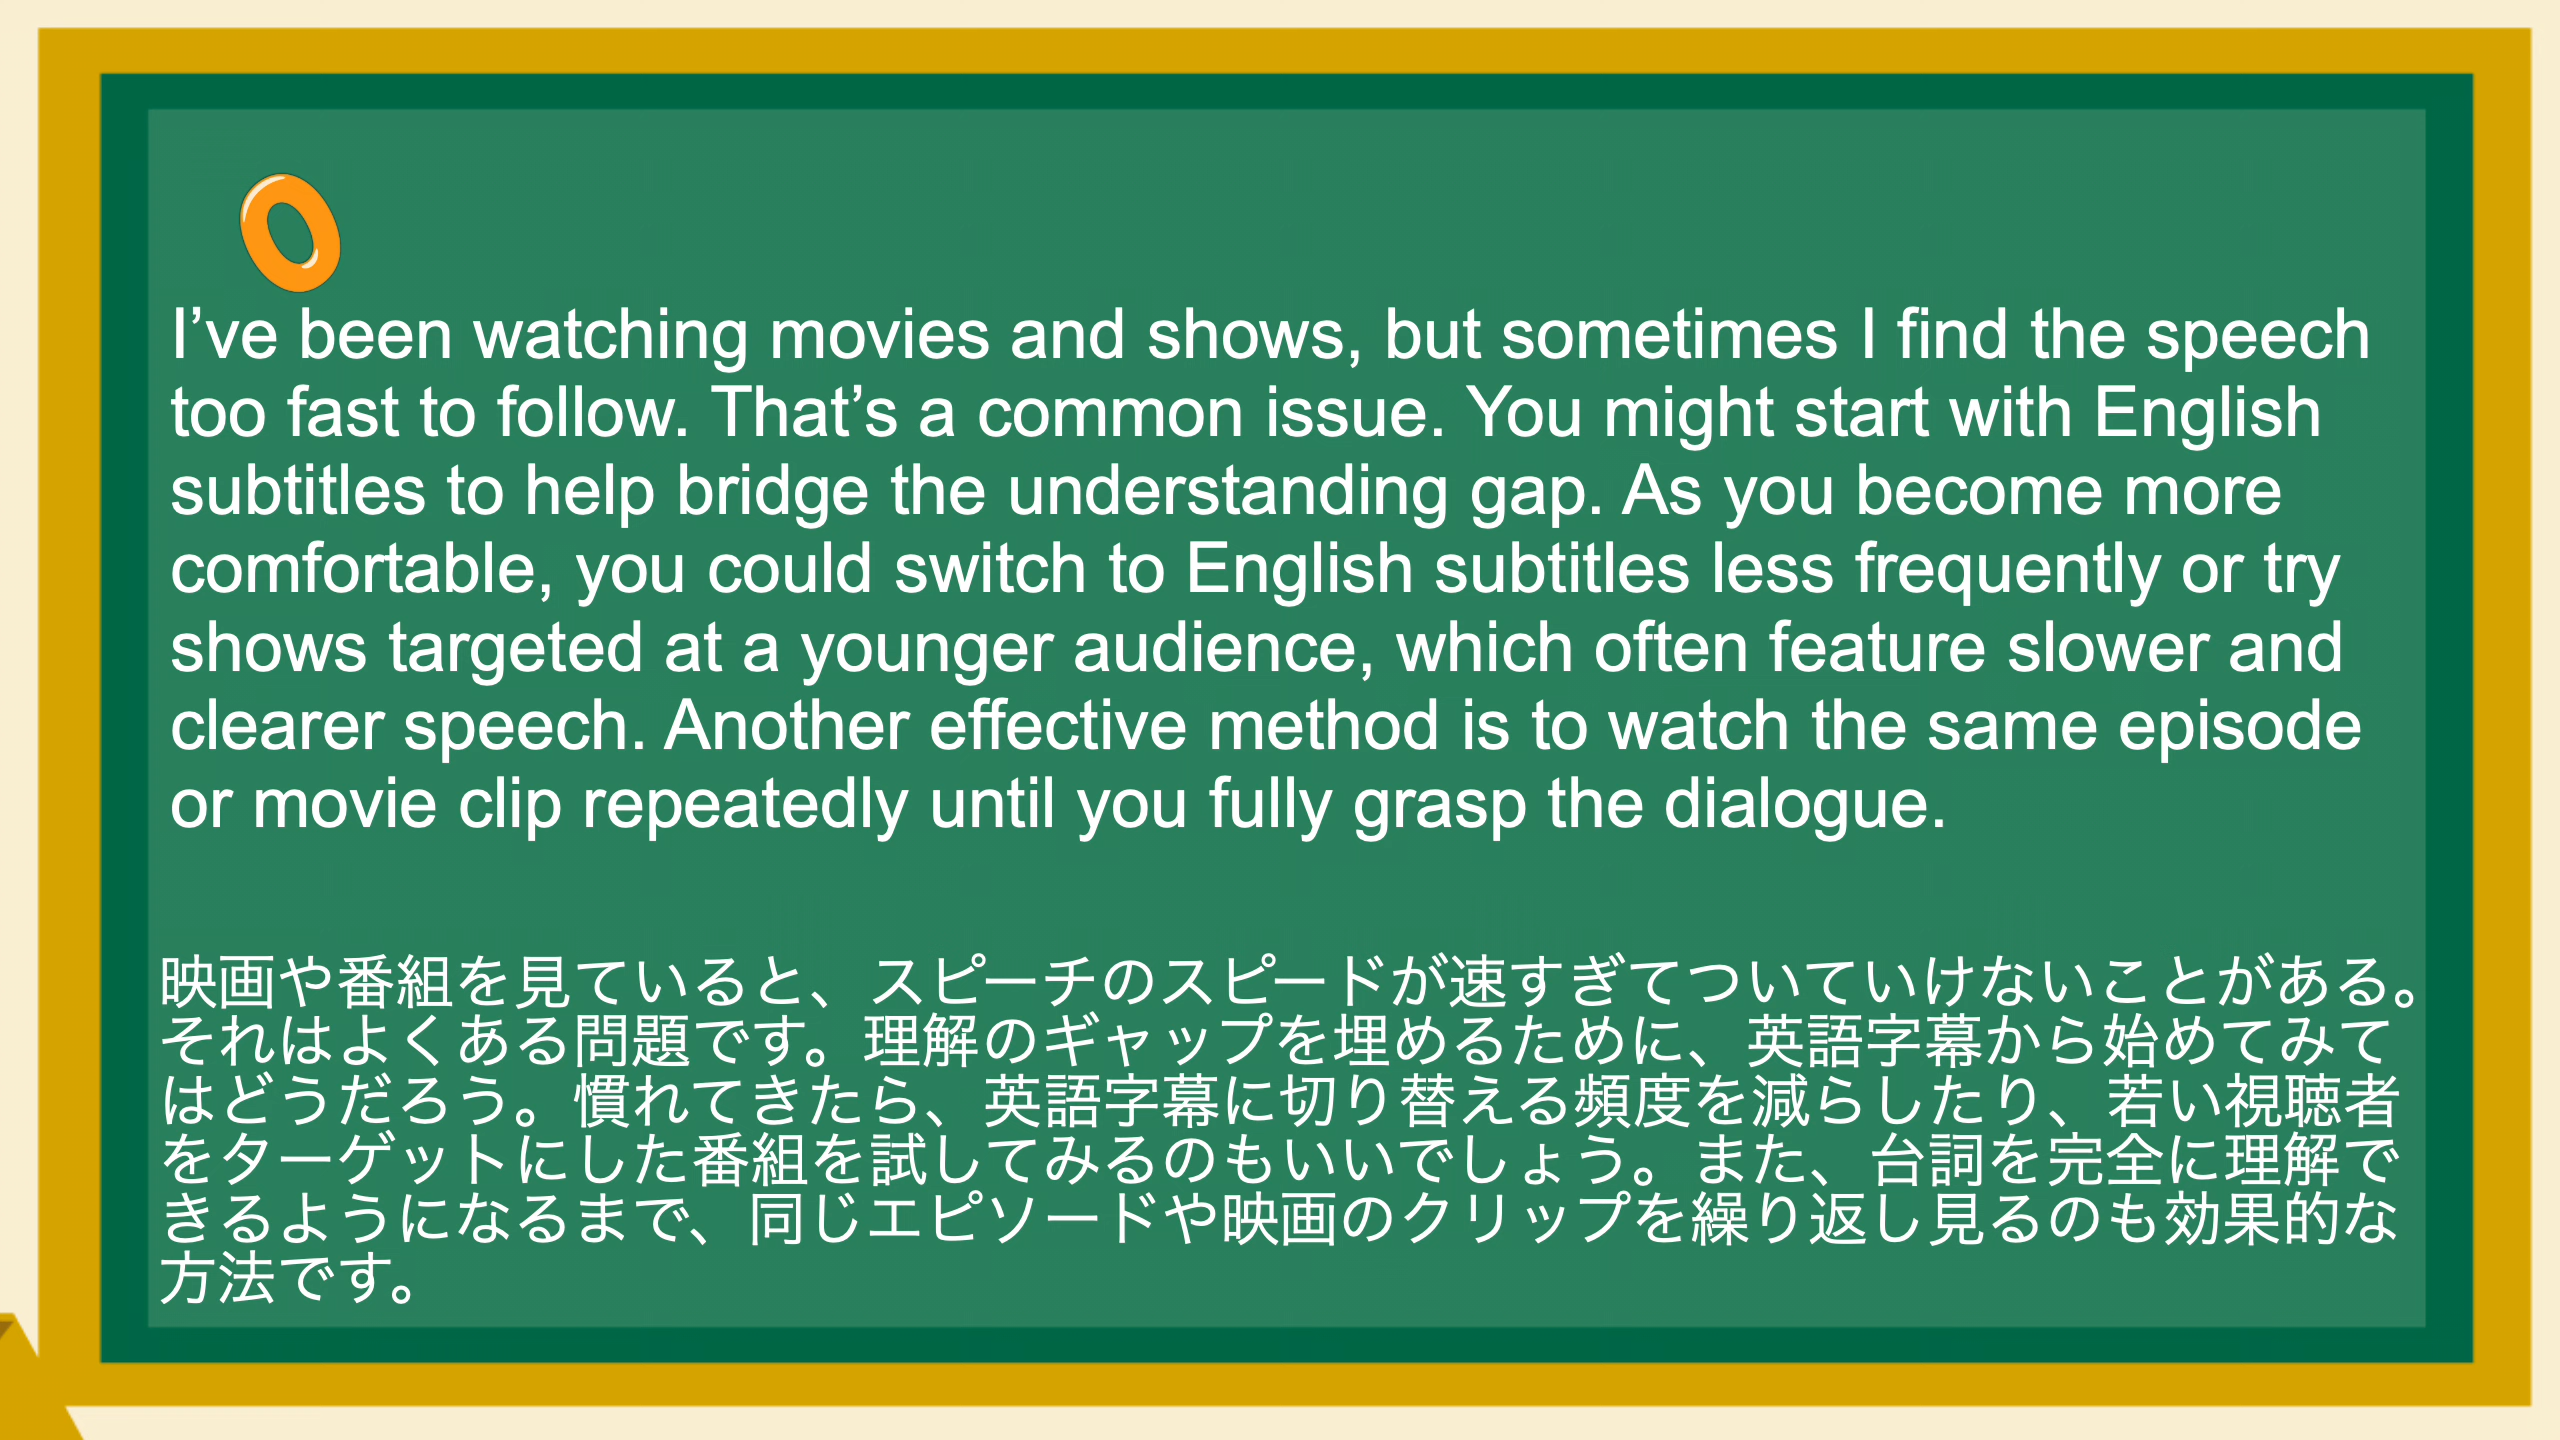 0
I’ve been watching movies and shows, but sometimes I find the speech
too fast to follow. That’s a common issue. You might start with English
subtitles to help bridge the understanding gap. As you become more
comfortable, you could switch to English subtitles less frequently or try
shows targeted at a younger audience, which often feature slower and
clearer speech. Another effective method is to watch the same episode
or movie clip repeatedly until you fully grasp the dialogue.
映画や番組を見ていると、スピーチのスピードが速すぎてついていけないことがある。
それはよくある問題です。理解のギャップを埋めるために、英語字幕から始めてみて
はどうだろう。慣れてきたら、英語字幕に切り替える頻度を減らしたり、若い視聴者
をターゲットにした番組を試してみるのもいいでしょう。また、台詞を完全に理解で
きるようになるまで、同じエピソードや映画のクリップを繰り返し見るのも効果的な
方法です。